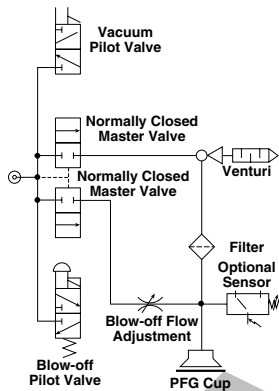 Vacuum
Pilot Valve
Normally Closed
Master Valve
Normally Closed
Master Valve
Venturi
Filter
Optional
Sensor
Blow-off Flow
Adjustment
Blow-off
Pilot Valve
PFG Cup